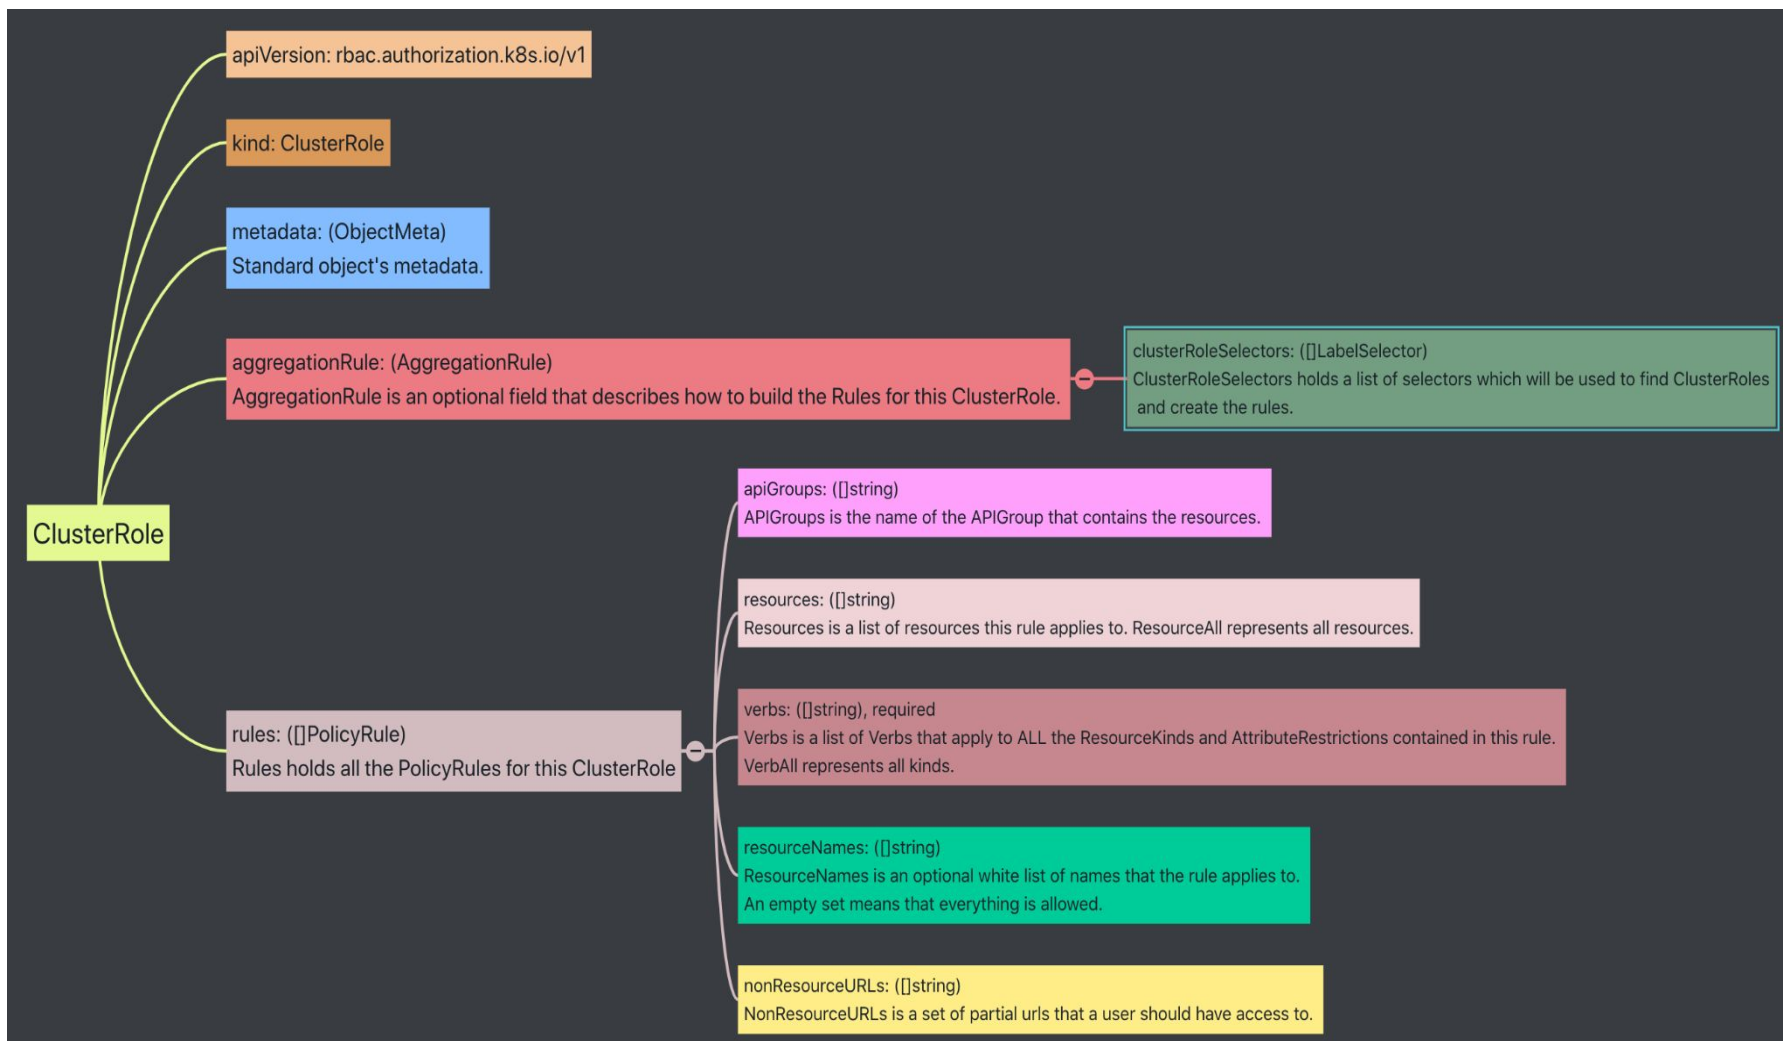 apiVersion: rbac.authorization.k8s.io/v1
kind: ClusterRole
metadata: (ObjectMeta)
Standard object's metadata.
aggregationRule: (AggregationRule)
AggregationRule is an optional field that describes how to build the Rules for this ClusterRole.
clusterRoleSelectors: ([]LabelSelector)
ClusterRoleSelectors holds a list of selectors which will be used to find ClusterRoles
and create the rules.
ClusterRole
rules: ([]PolicyRule)
Rules holds all the PolicyRules for this ClusterRole
apiGroups: ([]string)
APIGroups is the name of the APIGroup that contains the resources.
resources: ([]string)
Resources is a list of resources this rule applies to. ResourceAll represents all resources.
verbs: ([]string), required
Verbs is a list of Verbs that apply to ALL the ResourceKinds and AttributeRestrictions contained in this rule.
VerbAll represents all kinds.
resourceNames: ([]string)
ResourceNames is an optional white list of names that the rule applies to.
An empty set means that everything is allowed.
nonResourceURLs: ([]string)
NonResourceURLs is a set of partial urls that a user should have access to.